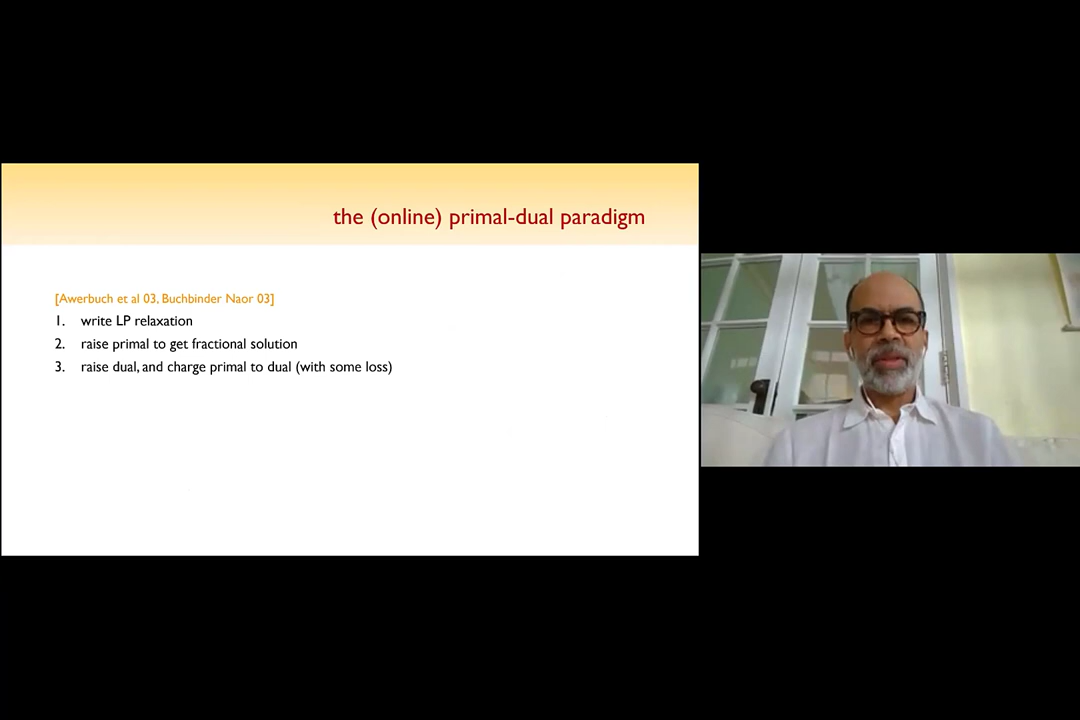 the (online) primal-dual paradigm
[Awerbuch et al 03, Buchbinder Naor 03]
1. write LP relaxation
2. raise primal to get fractional solution
3. raise dual, and charge primal to dual (with some loss)